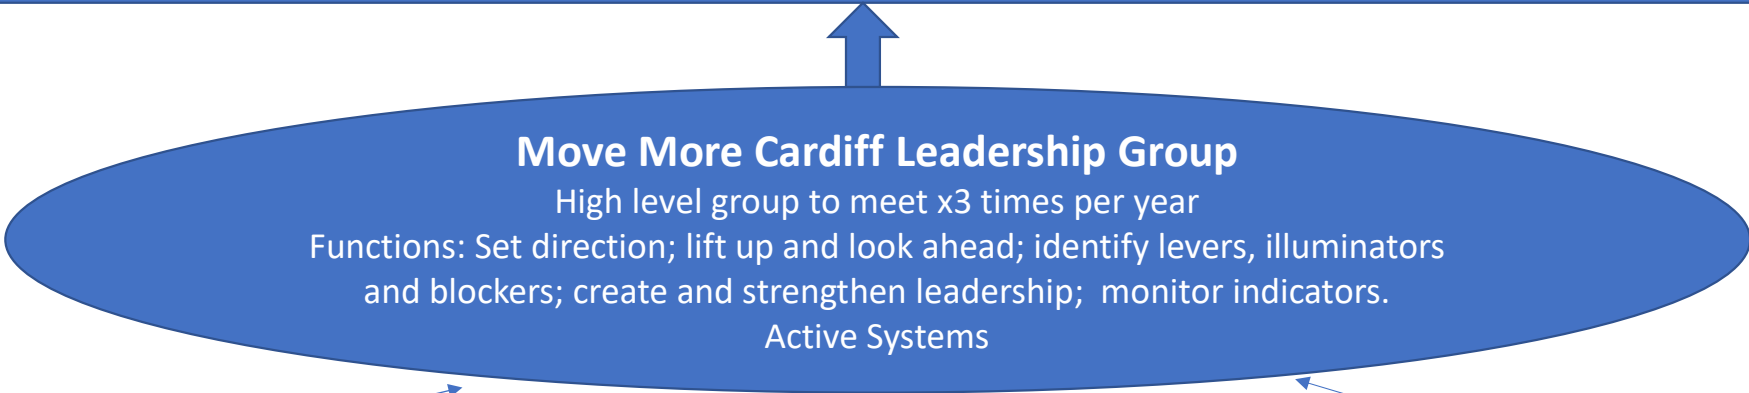 Move More Cardiff Leadership Group
High level group to meet x3 times per year
Functions: Set direction; lift up and look ahead; identify levers, illuminators
and blockers; create and strengthen leadership;  monitor indicators.
Active Systems